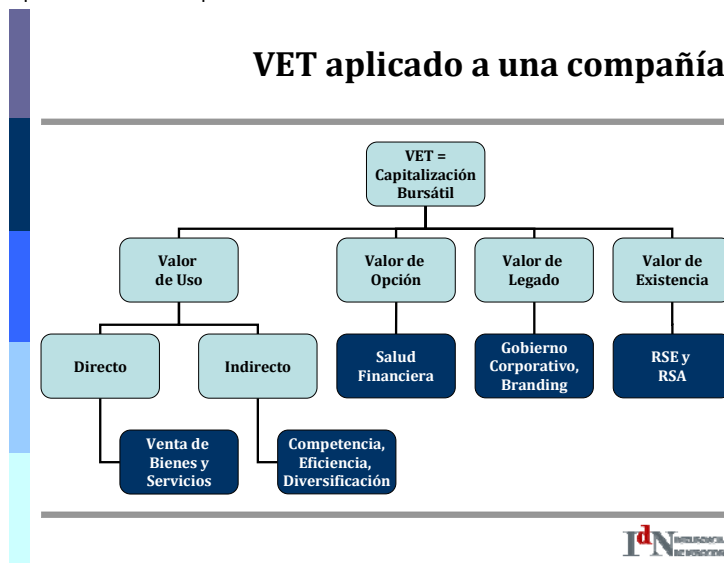 VET aplicado a una compañía
VET =
Capitalización
Bursátil
Valor
de Uso
Valor de
Opción
Valor de
Legado
Valor de
Existencia
Directo
Indirecto
Salud
Financiera
Gobierno
Corporativo,
Branding
RSE y
RSA
Venta de
Bienes y
Servicios
Competencia,
Eficiencia,
Diversificación
IdN